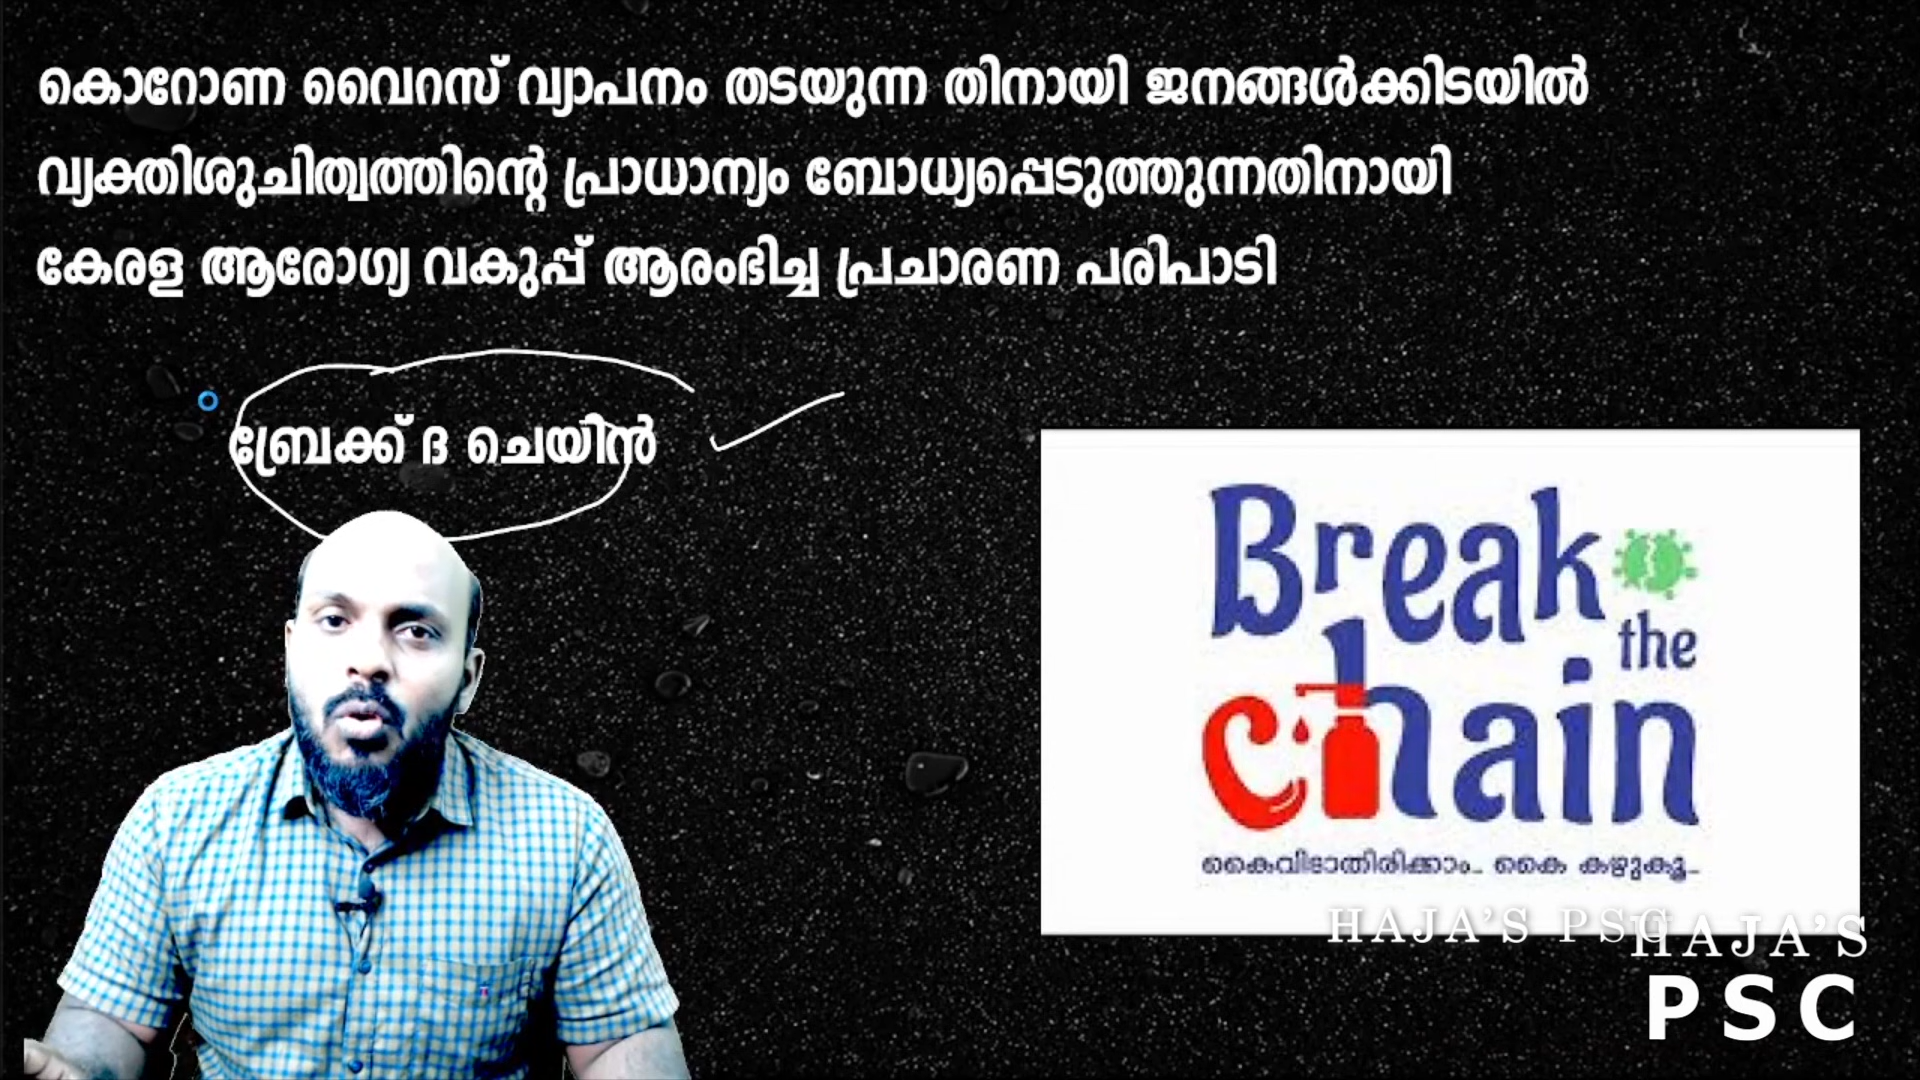 കൊറോണ വൈറസ് വ്യാപനം തടയുന്ന തിനായി ജനങ്ങൾക്കിടയിൽ
വ്യക്തിശുചിത്വത്തിന്റെ പ്രാധാന്യം ബോധ്യപ്പെടുത്തുന്നതിനായി
കേരള ആരോഗ്യ വകുപ്പ് ആരംഭിച്ച പ്രചാരണ പരിപാടി
ബ്രേക്ക് ദ ചെയിൻ
Break
the
chain
കൈവിടാതിരിക്കാം.. കൈ കഴുകൂ..
HAJA'S PSC
HAJA'S
PSC